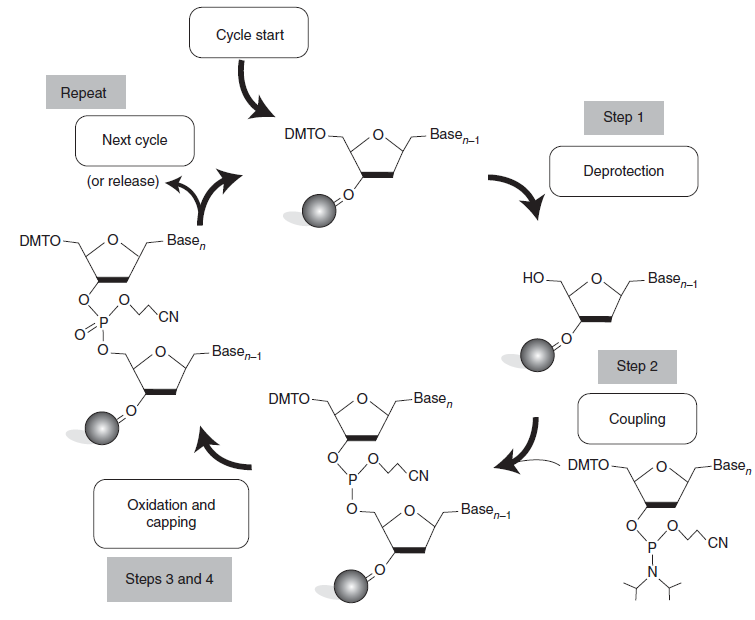 Cycle start
Repeat
Next cycle
(or release)
DMTO
O
Base n–1
O
Step 1
Deprotection
HO
O
Base n–1
O
Step 2
Coupling
DMTO
O
Base n
O
O
P
CN
N
DMTO
O
Base n
O
O
P
CN
O
O
Base n–1
O
Oxidation and
capping
Steps 3 and 4
DMTO
O
Base n
O
O
P
CN
O
O
O
Base n–1
O